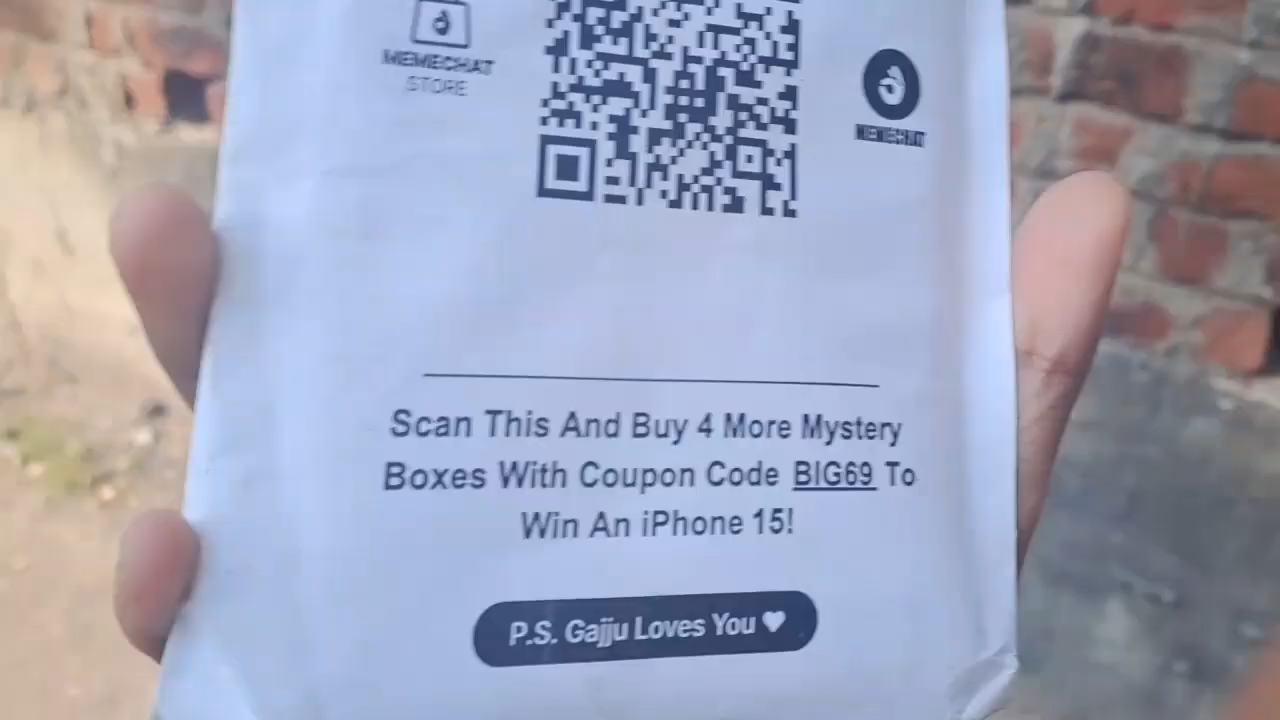 MEMECHAT
STORE
MEMECHAT
Scan This And Buy 4 More Mystery
Boxes With Coupon Code BIG69 To
Win An iPhone 15!
P.S. Gajju Loves You ♥